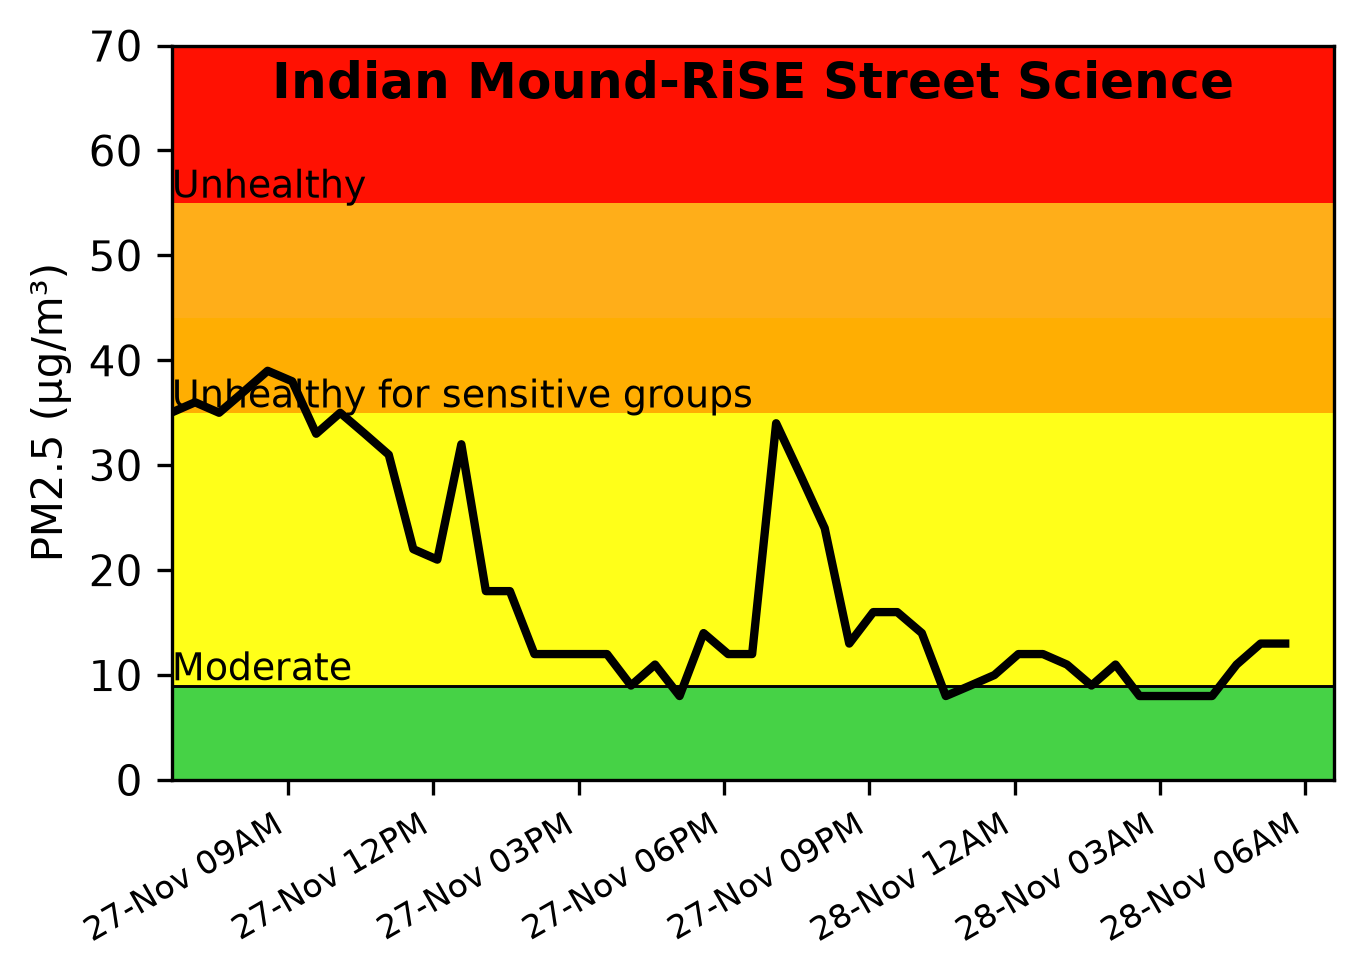 Indian Mound-RiSE Street Science
PM2.5 (µg/m³)
70
60
Unhealthy
50
40
Unhealthy for sensitive groups
30
20
10
Moderate
0
27-Nov 09AM
27-Nov 12PM
27-Nov 03PM
27-Nov 06PM
27-Nov 09PM
28-Nov 12AM
28-Nov 03AM
28-Nov 06AM